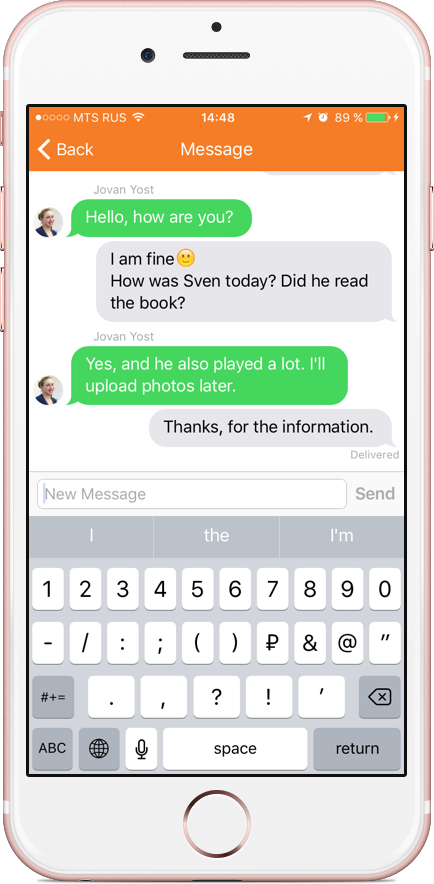 MTS RUS 14:48 89 %
Back Message
Jovan Yost
Hello, how are you?
I am fine🙂
How was Sven today? Did he read
the book?
Jovan Yost
Yes, and he also played a lot. I'll
upload photos later.
Thanks, for the information.
Delivered
New Message Send
I the I'm
1 2 3 4 5 6 7 8 9 0
- / : ; ( ) ₽ & @ "
#+= . , ? ! ’
ABC space return